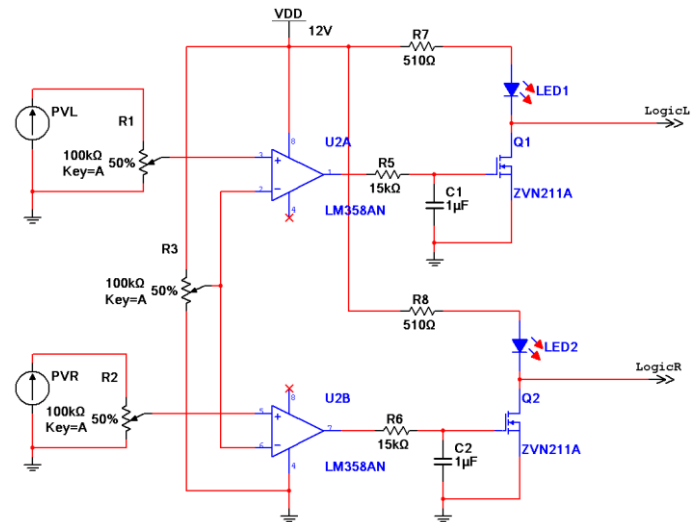 VDD
12V
R7
510Ω
LED1
LogicL
PVL
R1
100kΩ
50%
Key=A
U2A
8
3
2
1
4
LM358AN
R5
15kΩ
C1
1µF
Q1
ZVN211A
R3
100kΩ
50%
Key=A
R8
510Ω
LED2
LogicR
PVR
R2
100kΩ
50%
Key=A
U2B
8
5
6
7
4
LM358AN
R6
15kΩ
C2
1µF
Q2
ZVN211A